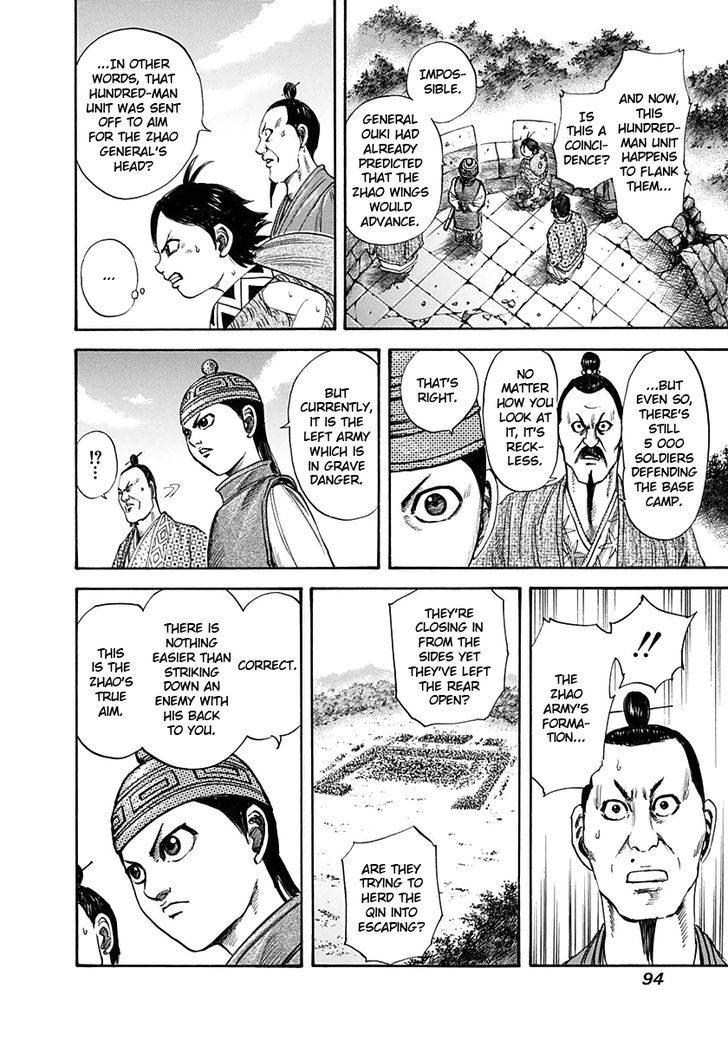 AND NOW,
THIS
HUNDRED-
MAN UNIT
HAPPENS
TO FLANK
THEM...
IS
THIS A
COINCI-
DENCE?
IMPOS-
SIBLE.
GENERAL
OUKI HAD
ALREADY
PREDICTED
THAT THE
ZHAO WINGS
WOULD
ADVANCE.
...IN OTHER
WORDS, THAT
HUNDRED-MAN
UNIT WAS SENT
OFF TO AIM
FOR THE ZHAO
GENERAL'S
HEAD?
...
...BUT
EVEN SO,
THERE'S
STILL
5 000
SOLDIERS
DEFENDING
THE BASE
CAMP.
NO
MATTER
HOW YOU
LOOK AT
IT, IT'S
RECK-
LESS.
THAT'S
RIGHT.
BUT
CURRENTLY,
IT IS THE
LEFT ARMY
WHICH IS
IN GRAVE
DANGER.
!?
...
!!
THE
ZHAO
ARMY'S
FORMA-
TION...
THEY'RE
CLOSING IN
FROM THE
SIDES YET
THEY'VE LEFT
THE REAR
OPEN?
ARE THEY
TRYING TO
HERD THE
QIN INTO
ESCAPING?
CORRECT.
THERE IS
NOTHING
EASIER THAN
STRIKING
DOWN AN
ENEMY WITH
HIS BACK
TO YOU.
THIS
IS THE
ZHAO'S
TRUE
AIM.
94